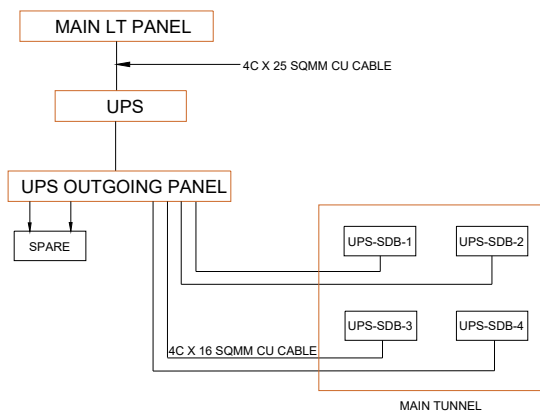 MAIN LT PANEL
4C X 25 SQMM CU CABLE
UPS
UPS OUTGOING PANEL
SPARE
UPS-SDB-1
UPS-SDB-2
UPS-SDB-3
UPS-SDB-4
4C X 16 SQMM CU CABLE
MAIN TUNNEL